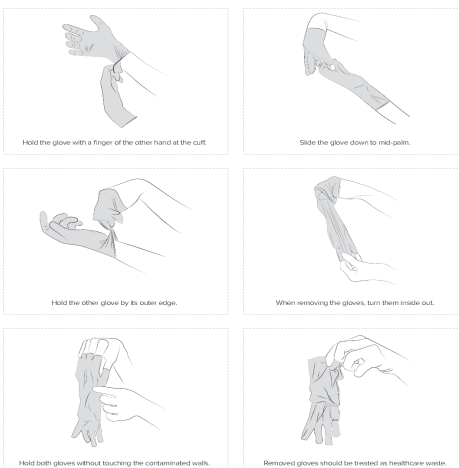 Hold the glove with a finger of the other hand at the cuff.
Slide the glove down to mid-palm.
Hold the other glove by its outer edge.
When removing the gloves, turn them inside out.
Hold both gloves without touching the contaminated walls.
Removed gloves should be treated as healthcare waste.